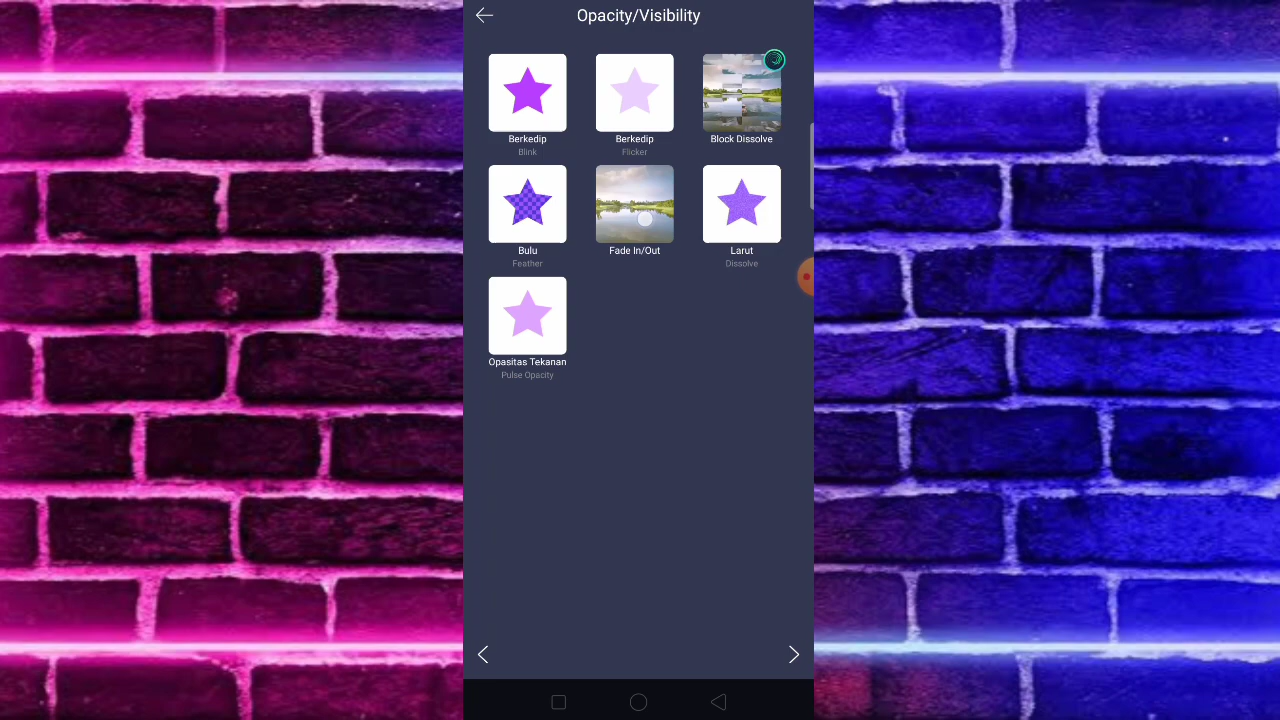 Opacity/Visibility
Berkedip
Blink
Berkedip
Flicker
Block Dissolve
Bulu
Feather
Fade In/Out
Larut
Dissolve
Opasitas Tekanan
Pulse Opacity